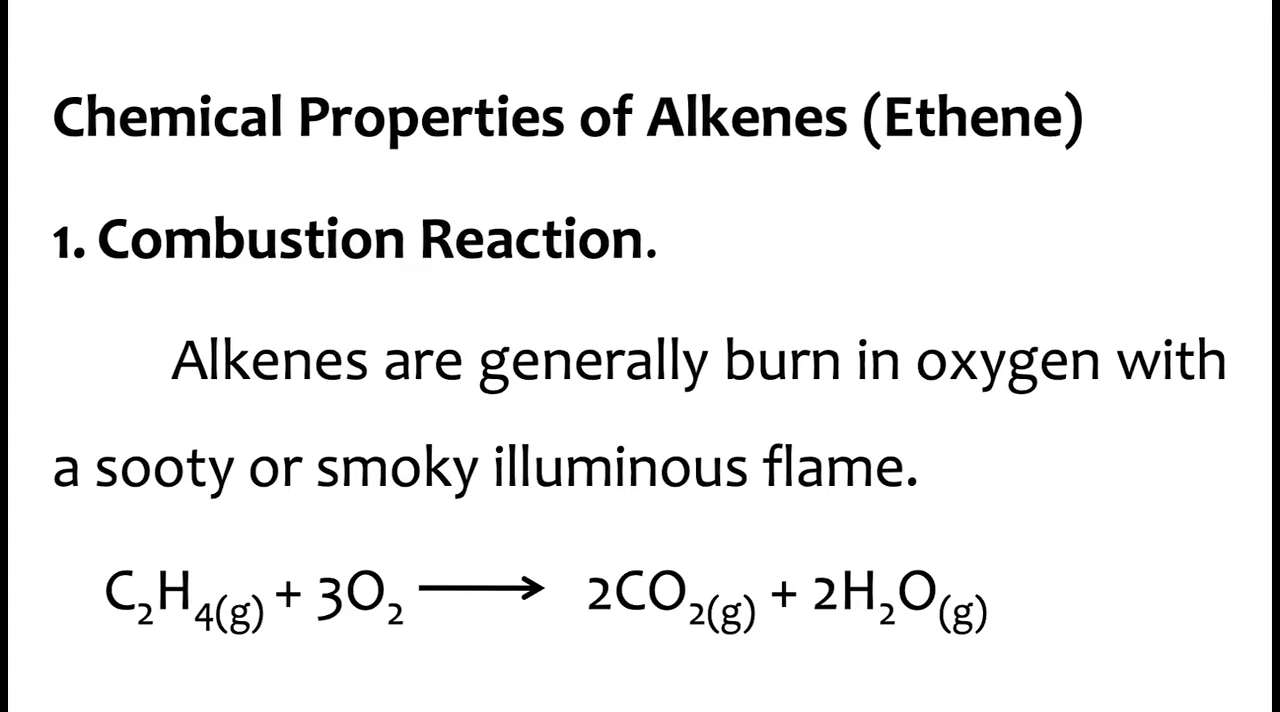 Chemical Properties of Alkenes (Ethene)
1. Combustion Reaction.
Alkenes are generally burn in oxygen with
a sooty or smoky illuminous flame.
C₂H₄(g) + 3O₂ ⟶ 2CO₂(g) + 2H₂O(g)